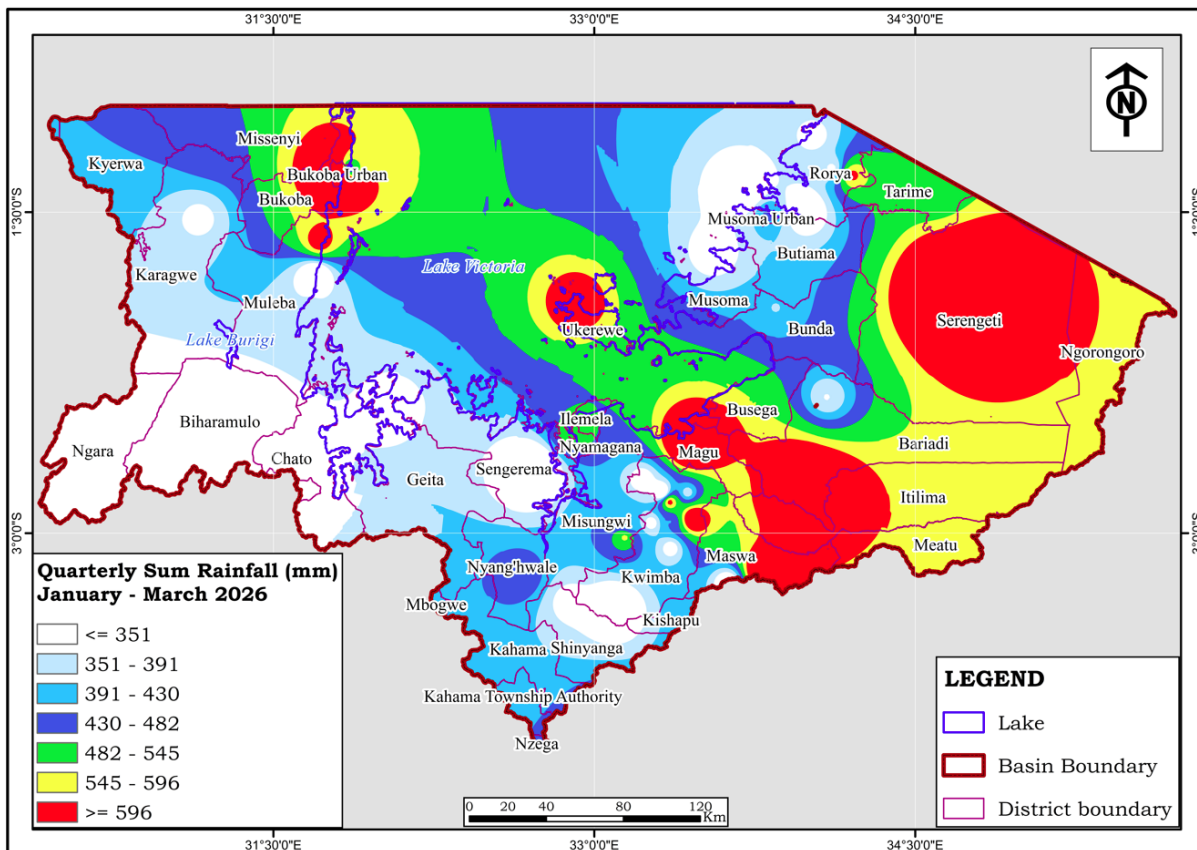 31°30'0"E
33°0'0"E
34°30'0"E
N
Missenyi
Kyerwa
Bukoba Urban
Rorya
Tarime
Bukoba
1°30'0"S
Musoma Urban
Butiama
Karagwe
Lake Victoria
Muleba
Musoma
Serengeti
Ukerewe
Bunda
Lake Burigi
Ngorongoro
Biharamulo
Ilemela
Busega
Ngara
Chato
Nyamagana
Magu
Bariadi
Geita
Sengerema
Itilima
Misungwi
3°0'0"S
3°0'0"S
Meatu
Maswa
Nyang'hwale
Kwimba
Mbogwe
Kishapu
Kahama
Shinyanga
Kahama Township Authority
Nzega
Quarterly Sum Rainfall (mm)
January - March 2026
<= 351
351 - 391
391 - 430
430 - 482
482 - 545
545 - 596
>= 596
0 20 40 80 120
Km
LEGEND
Lake
Basin Boundary
District boundary
31°30'0"E
33°0'0"E
34°30'0"E